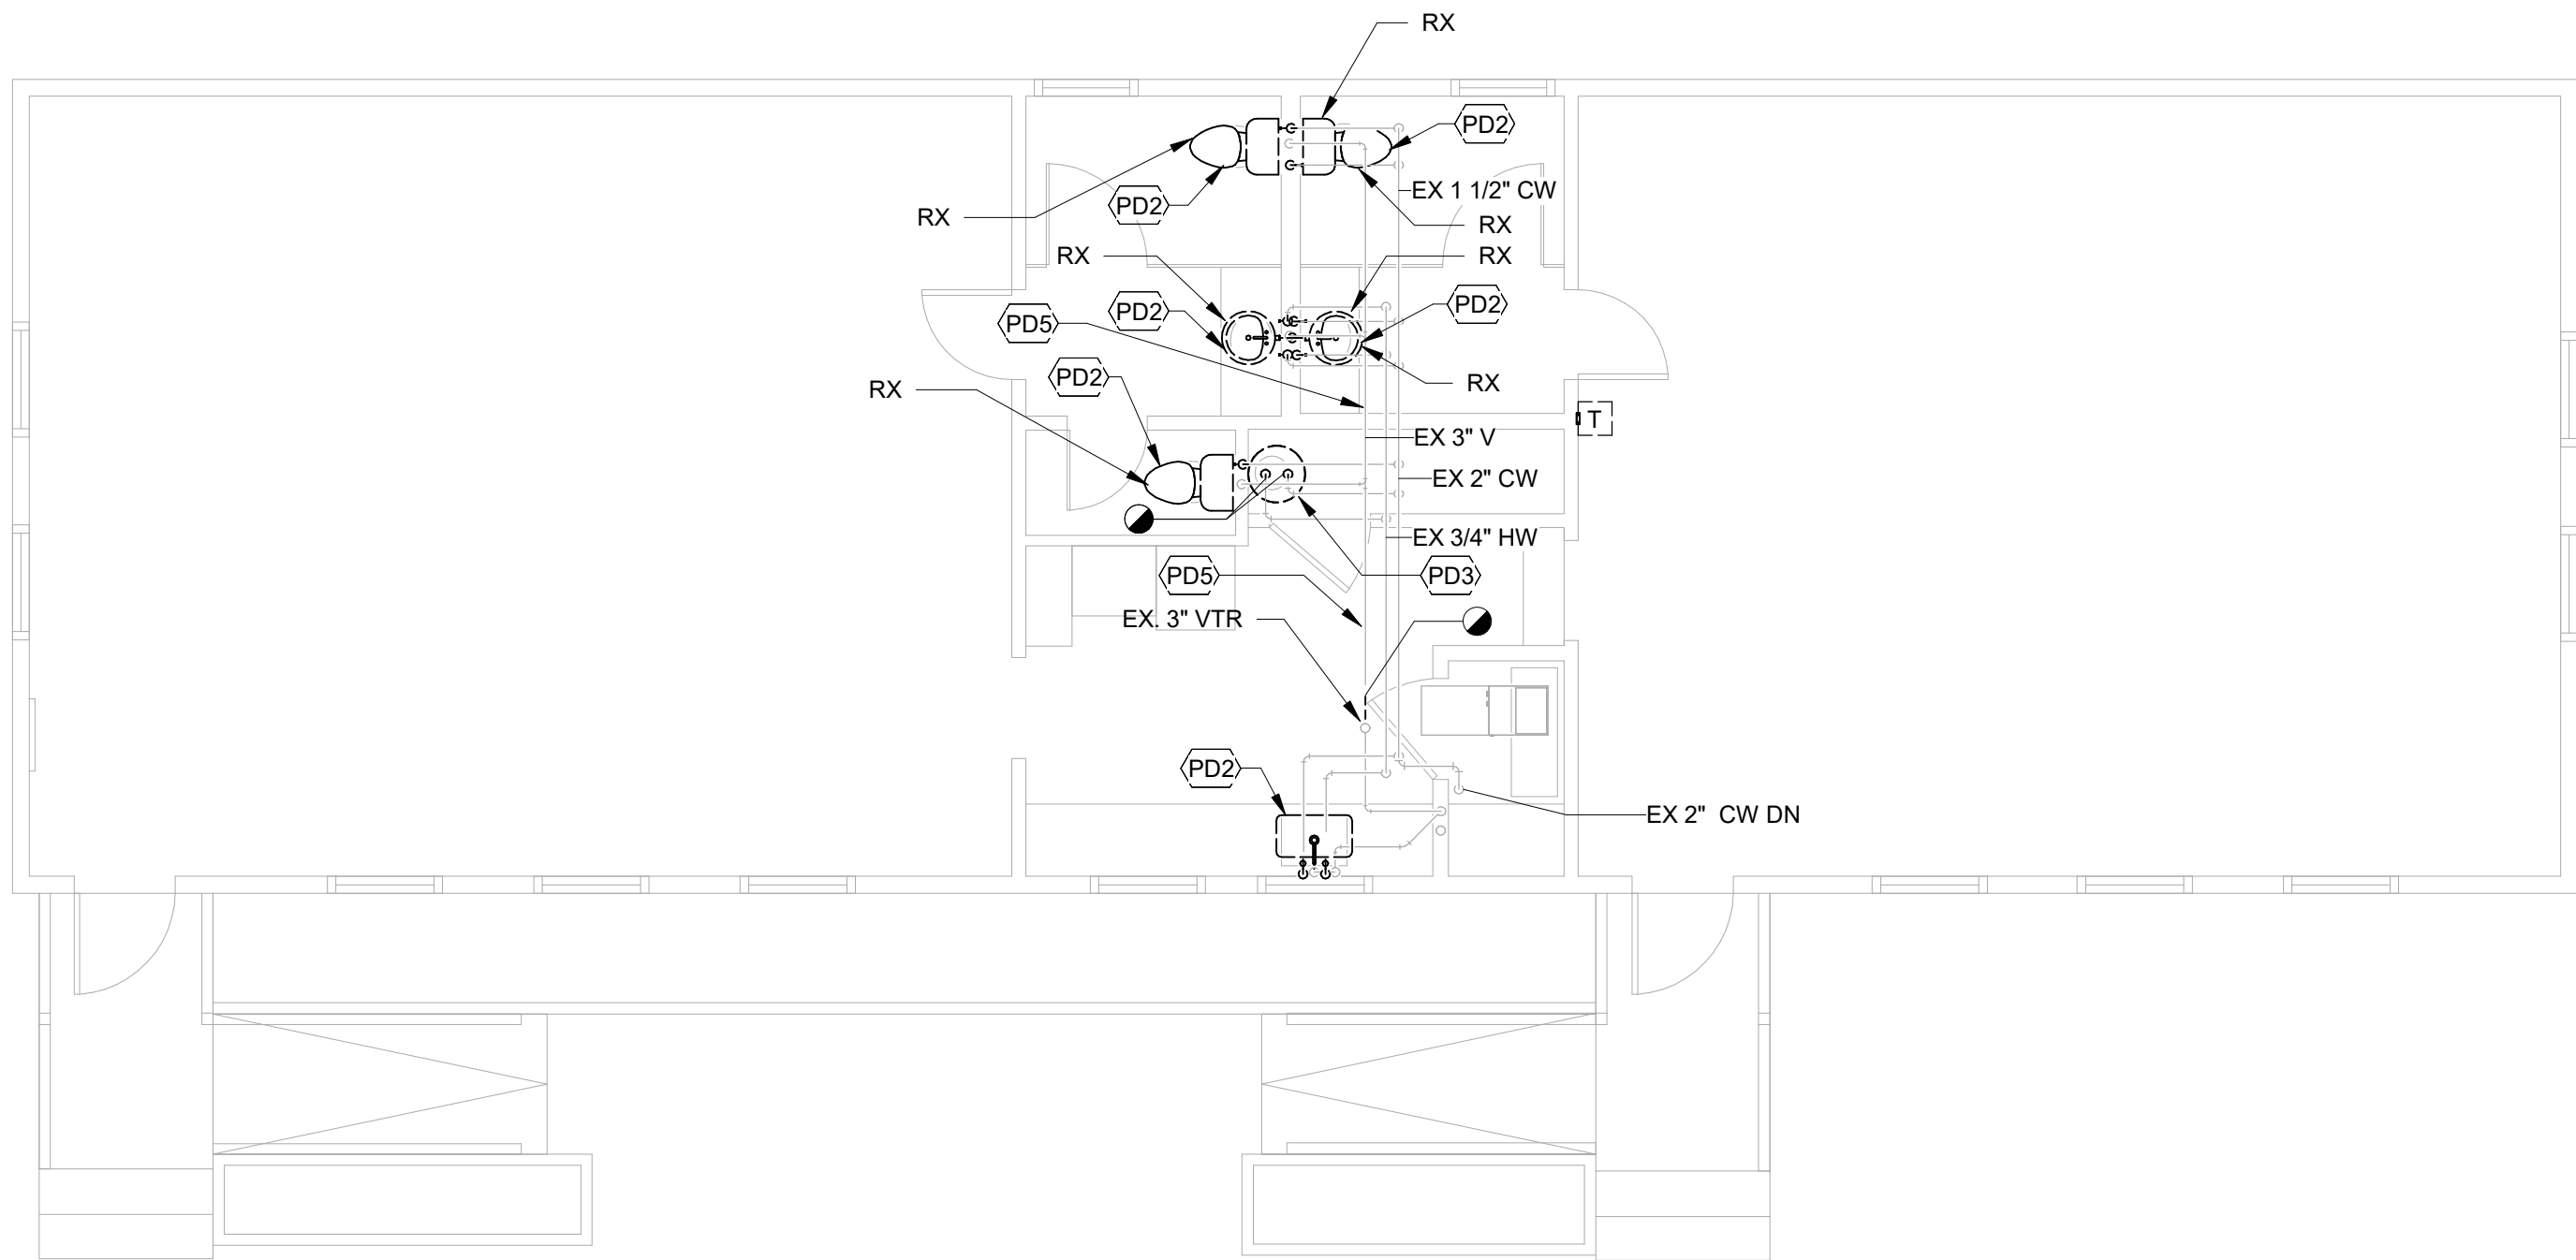 RX
PD2
EX 1 1/2" CW
PD2
RX
RX
RX
RX
PD2
PD2
PD5
PD2
RX
RX
T
EX 3" V
EX 2" CW
EX 3/4" HW
PD5
PD3
EX. 3" VTR
PD2
EX 2" CW DN